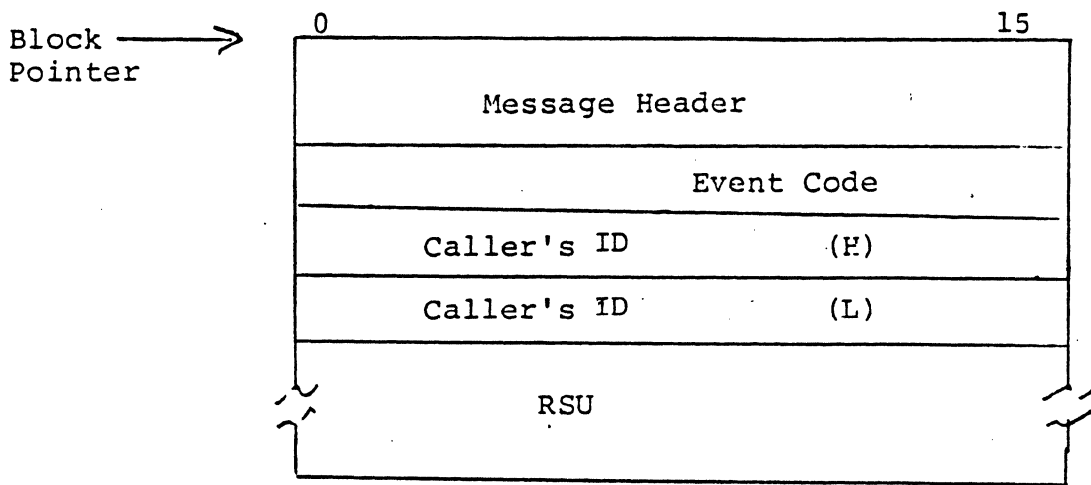 0 15
Block
Pointer
Message Header
Event Code
Caller's ID (H)
Caller's ID (L)
RSU